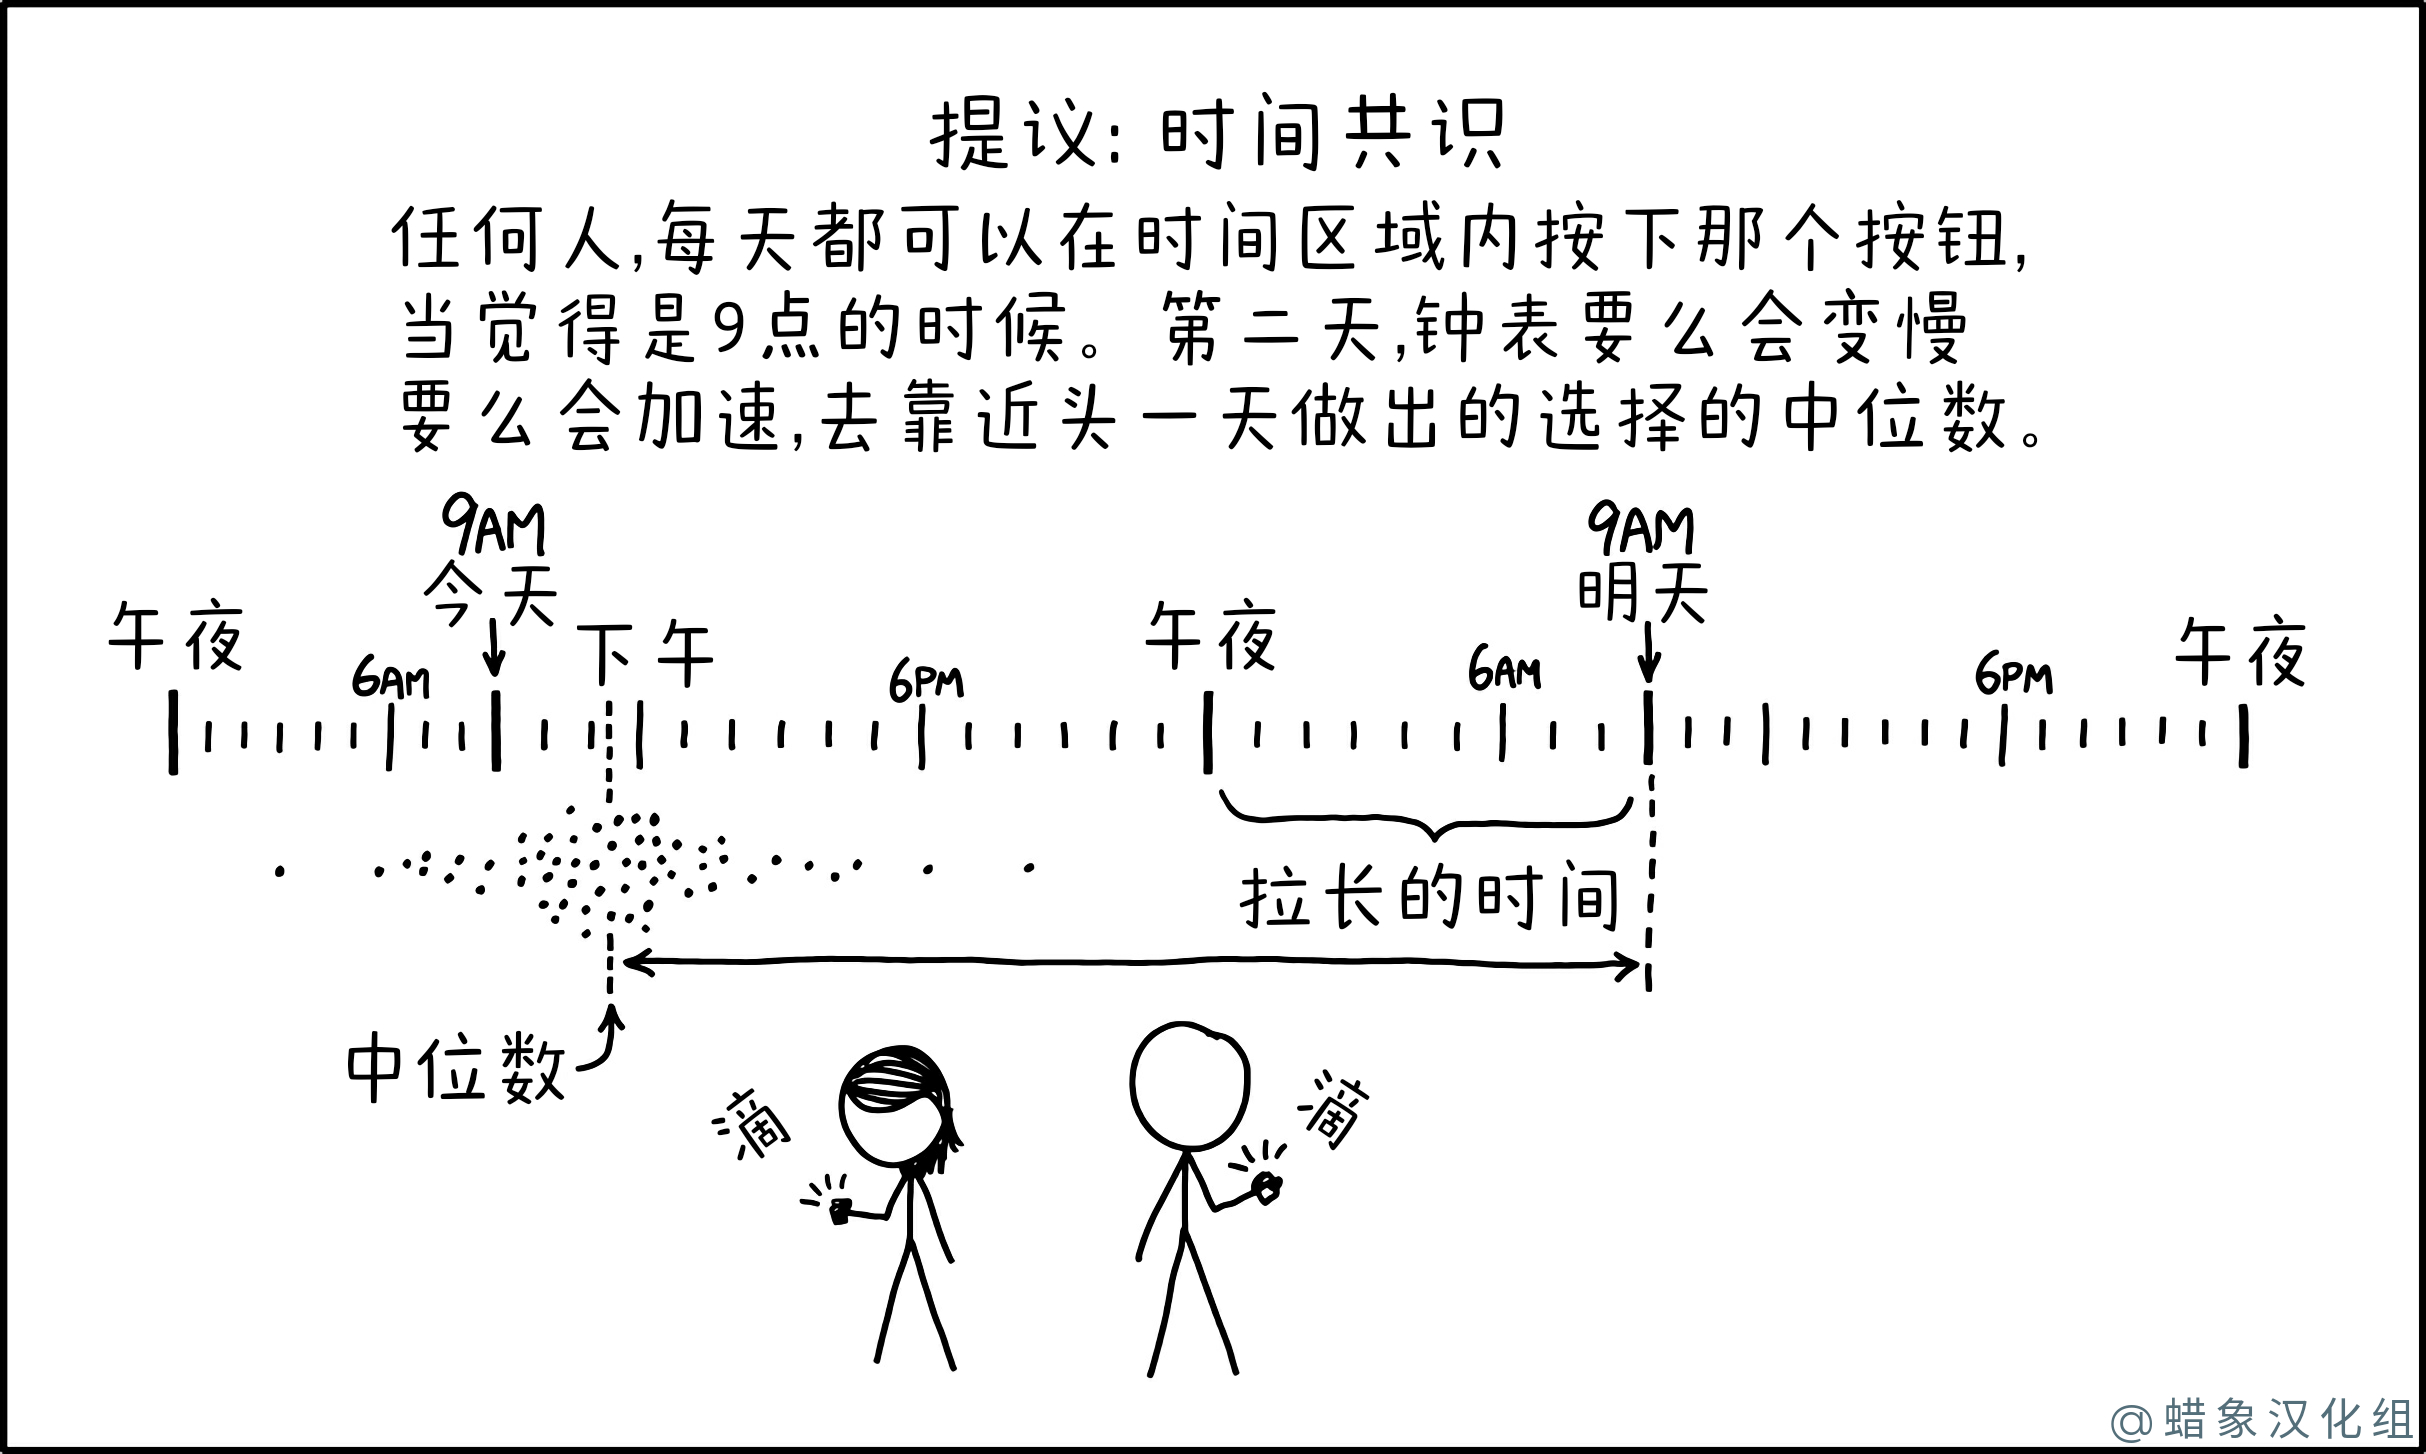 提议: 时间共识
任何人,每天都可以在时间区域内按下那个按钮,
当觉得是9点的时候。 第二天,钟表要么会变慢
要么会加速,去靠近头一天做出的选择的中位数。
9AM
今天
9AM
明天
午夜
6AM
下午
6PM
午夜
6AM
6PM
午夜
拉长的时间
中位数
滴
滴
@蜡象汉化组